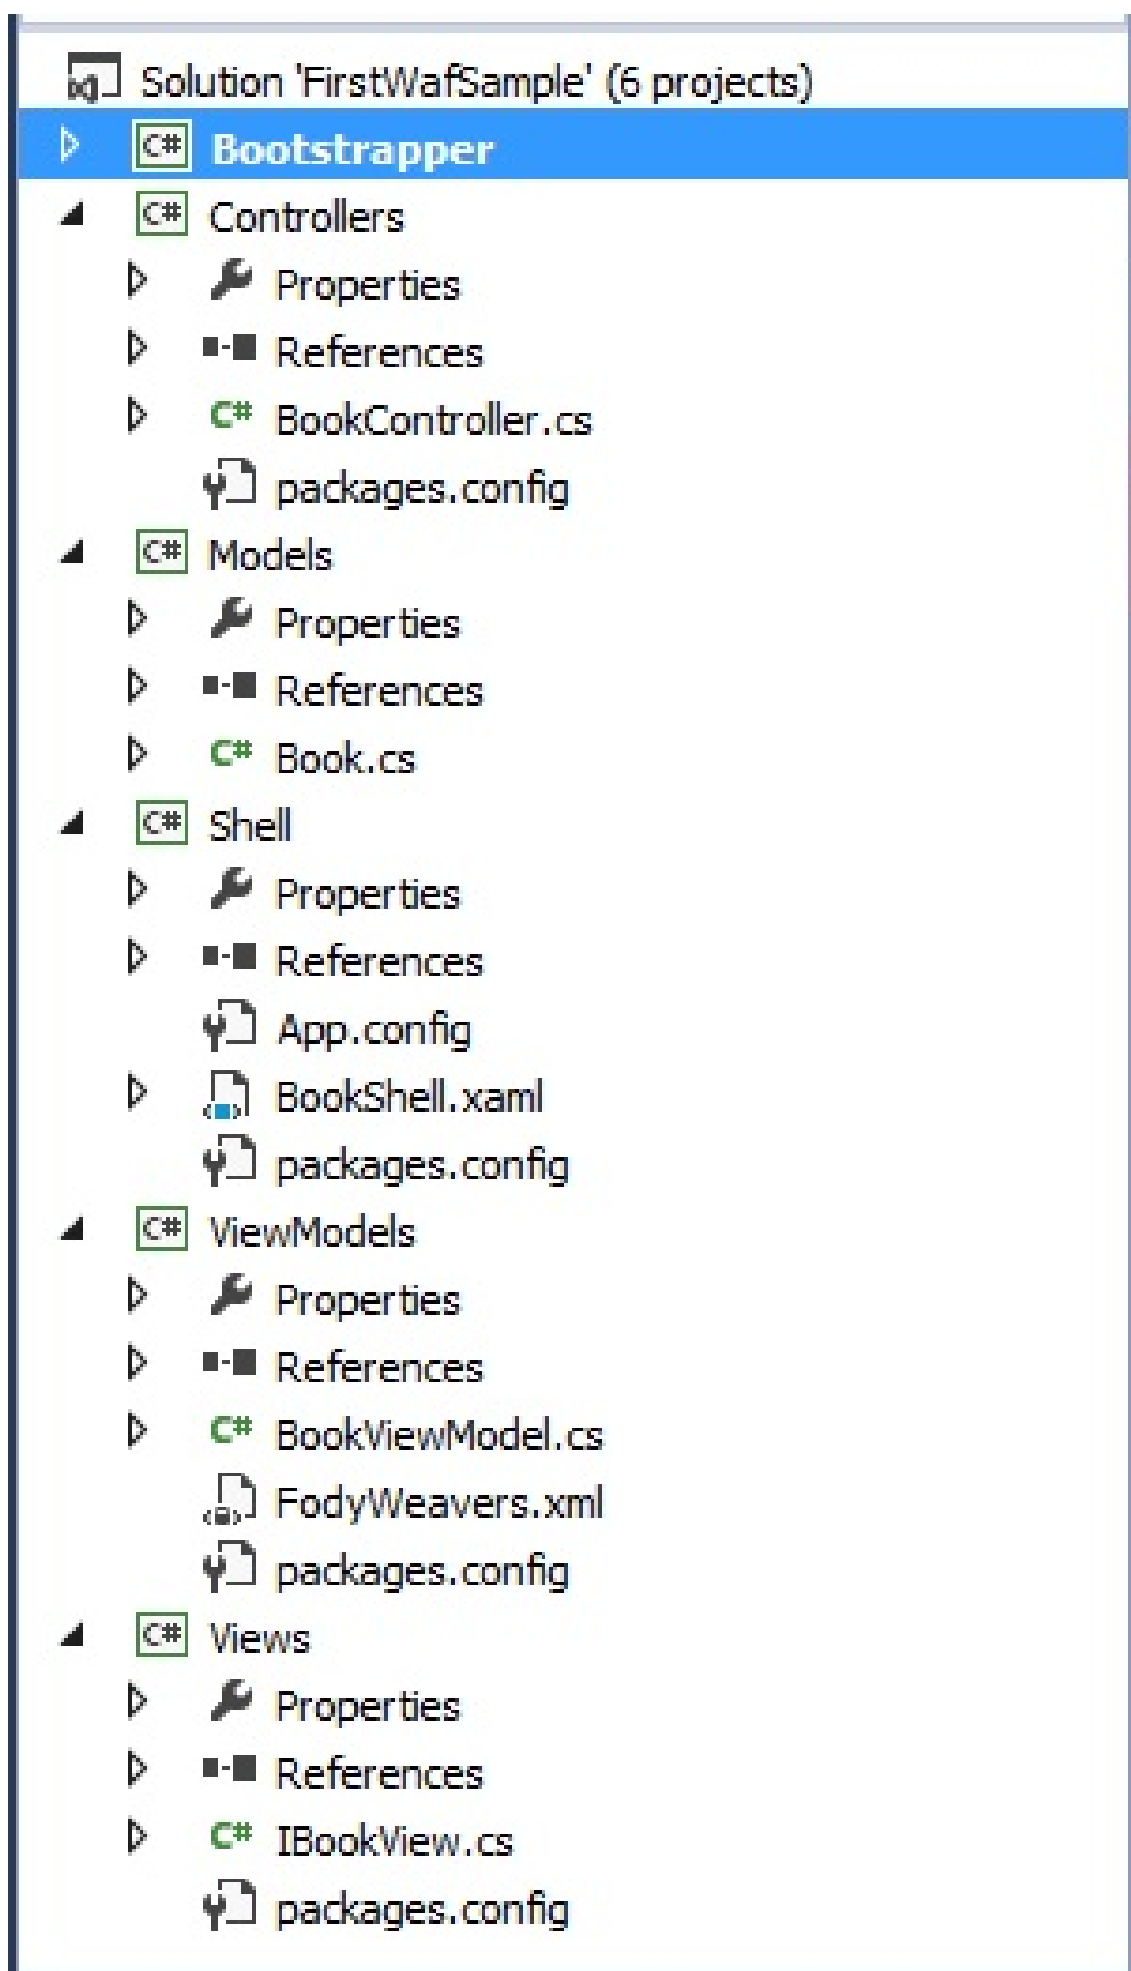 Solution 'FirstWafSample' (6 projects)
C# Bootstrapper
C# Controllers
Properties
References
C# BookController.cs
packages.config
C# Models
Properties
References
C# Book.cs
C# Shell
Properties
References
App.config
BookShell.xaml
packages.config
C# ViewModels
Properties
References
C# BookViewModel.cs
FodyWeavers.xml
packages.config
C# Views
Properties
References
C# IBookView.cs
packages.config